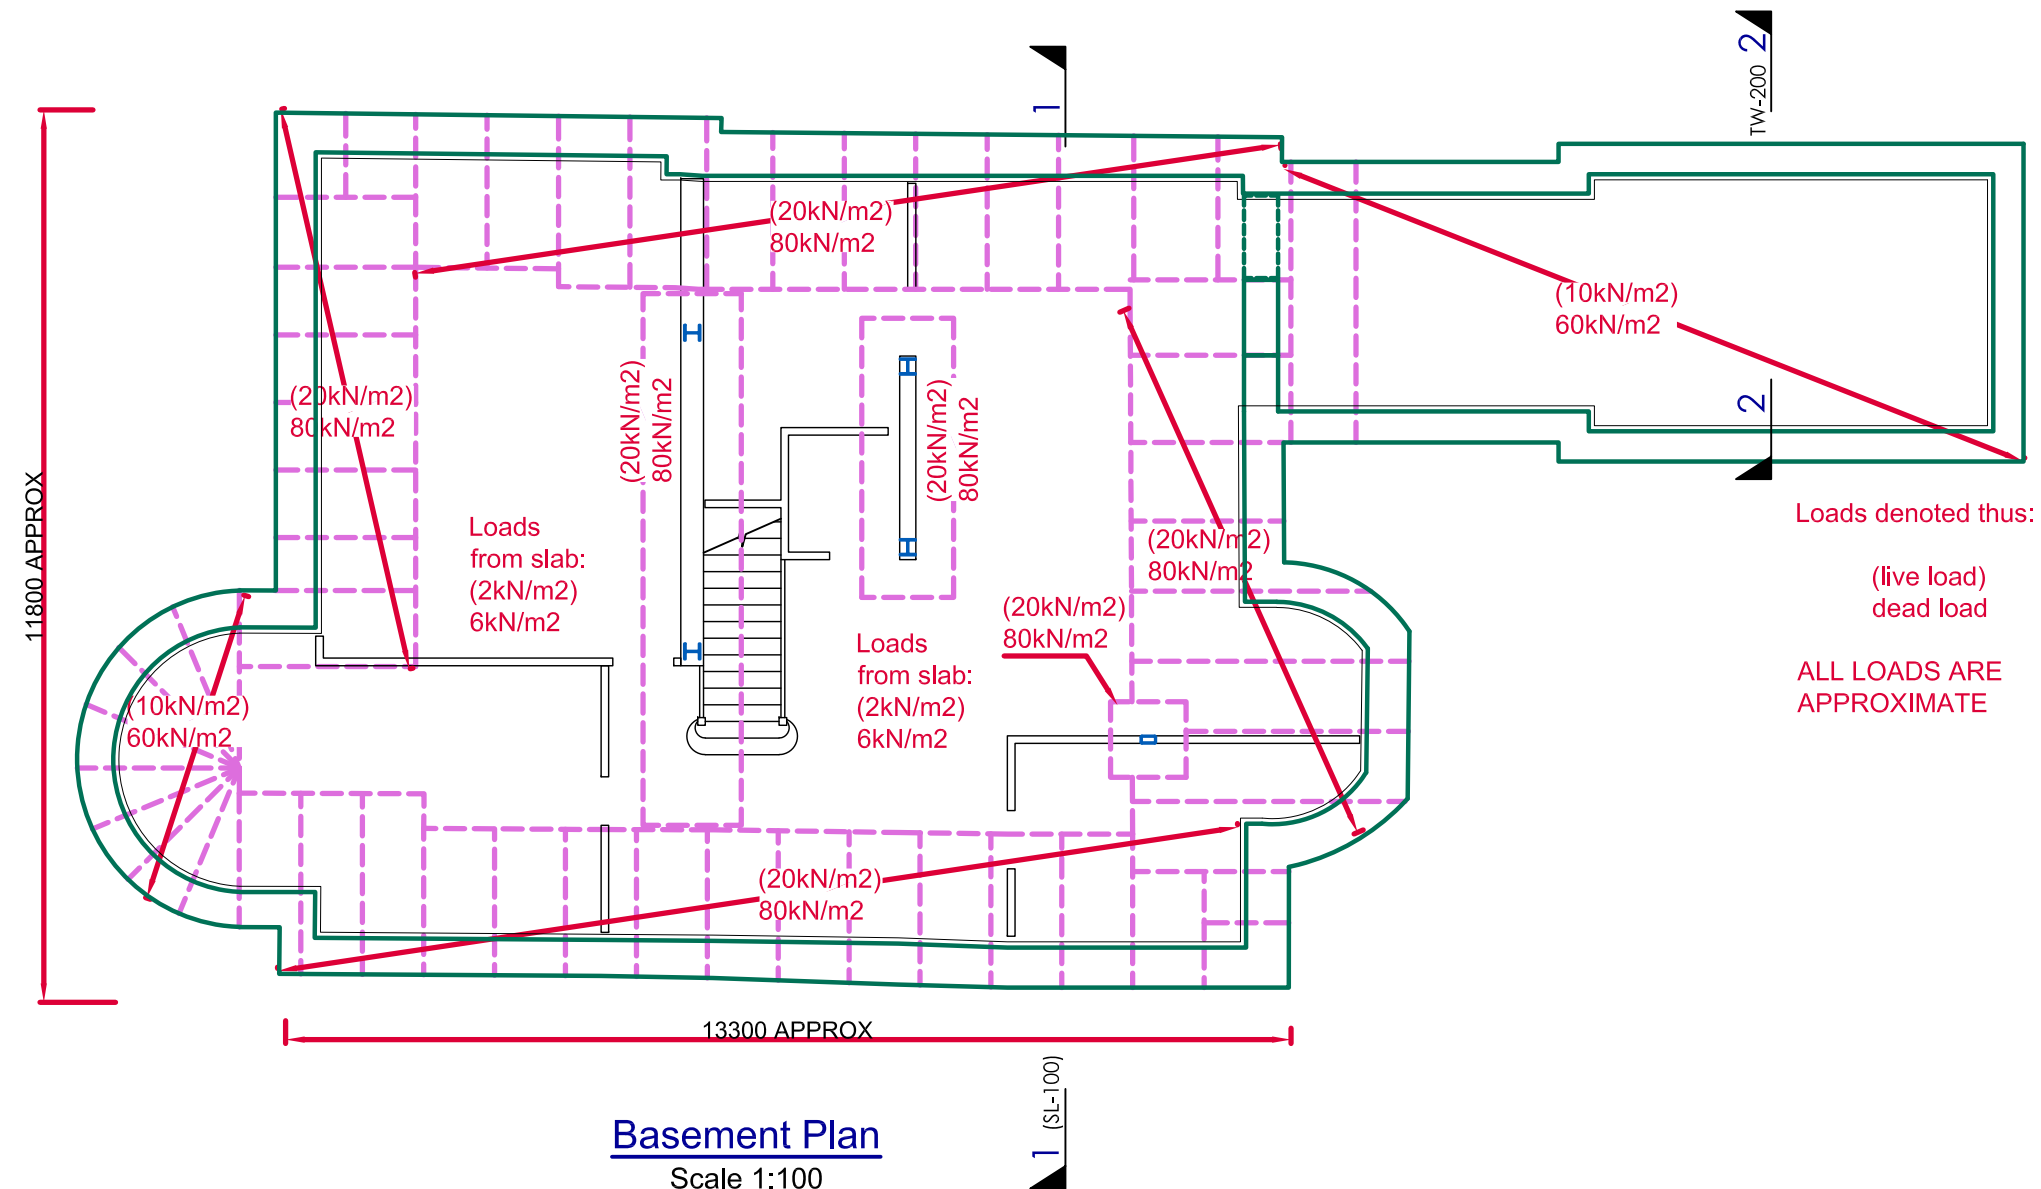 TW-200 2
1
(20kN/m2)
80kN/m2
(10kN/m2)
60kN/m2
(20kN/m2)
80kN/m2
(20kN/m2)
80kN/m2
(20kN/m2)
80kN/m2
2
11800 APPROX
Loads
from slab:
(2kN/m2)
6kN/m2
(20kN/m2)
80kN/m2
Loads denoted thus:
(live load)
dead load
(20kN/m2)
80kN/m2
Loads
from slab:
(2kN/m2)
6kN/m2
ALL LOADS ARE
APPROXIMATE
(10kN/m2)
60kN/m2
(20kN/m2)
80kN/m2
13300 APPROX
1 (SL-100)
Basement Plan
Scale 1:100